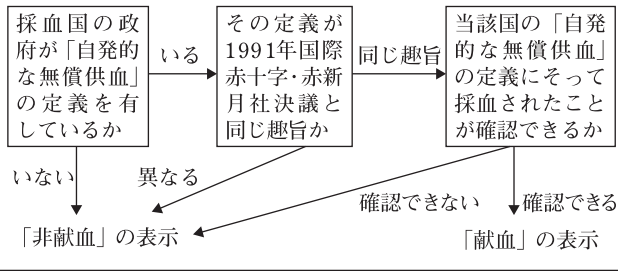 採血国の政
府が「自発的
な無償供血」
の定義を有
しているか
いる
その定義が
1991年国際
赤十字・赤新
月社決議と
同じ趣旨か
同じ趣旨
当該国の「自発
的な無償供血」
の定義にそって
採血されたこと
が確認できるか
いない
異なる
確認できない
確認できる
「非献血」の表示
「献血」の表示